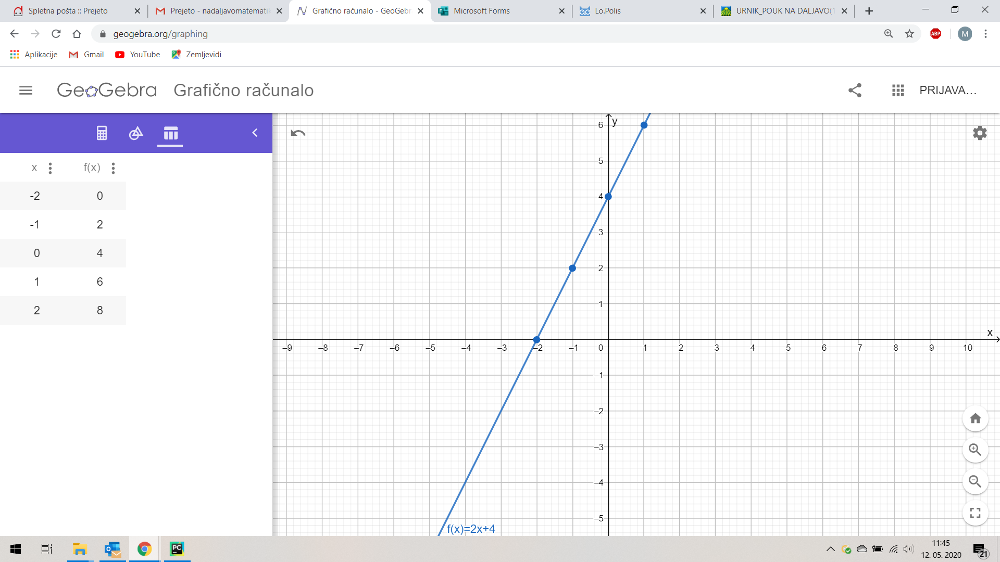 Spletna pošta :: Prejeto
Prejeto - nadaljavomatemati
Grafično računalo - GeoGebr
Microsoft Forms
Lo.Polis
URNIK_POUK NA DALJAVO(1
geogebra.org/graphing
ABP
M
Aplikacije
Gmail
YouTube
Zemljevidi
GeoGebra
Grafično računalo
PRIJAVA...
x
f(x)
-2 0
-1 2
0 4
1 6
2 8
y
6
5
4
3
2
1
x
–9 –8 –7 –6 –5 –4 –3 –2 –1 0 1 2 3 4 5 6 7 8 9 10
–1
–2
–3
–4
–5
f(x)=2x+4
PC
11:45
12. 05. 2020
21